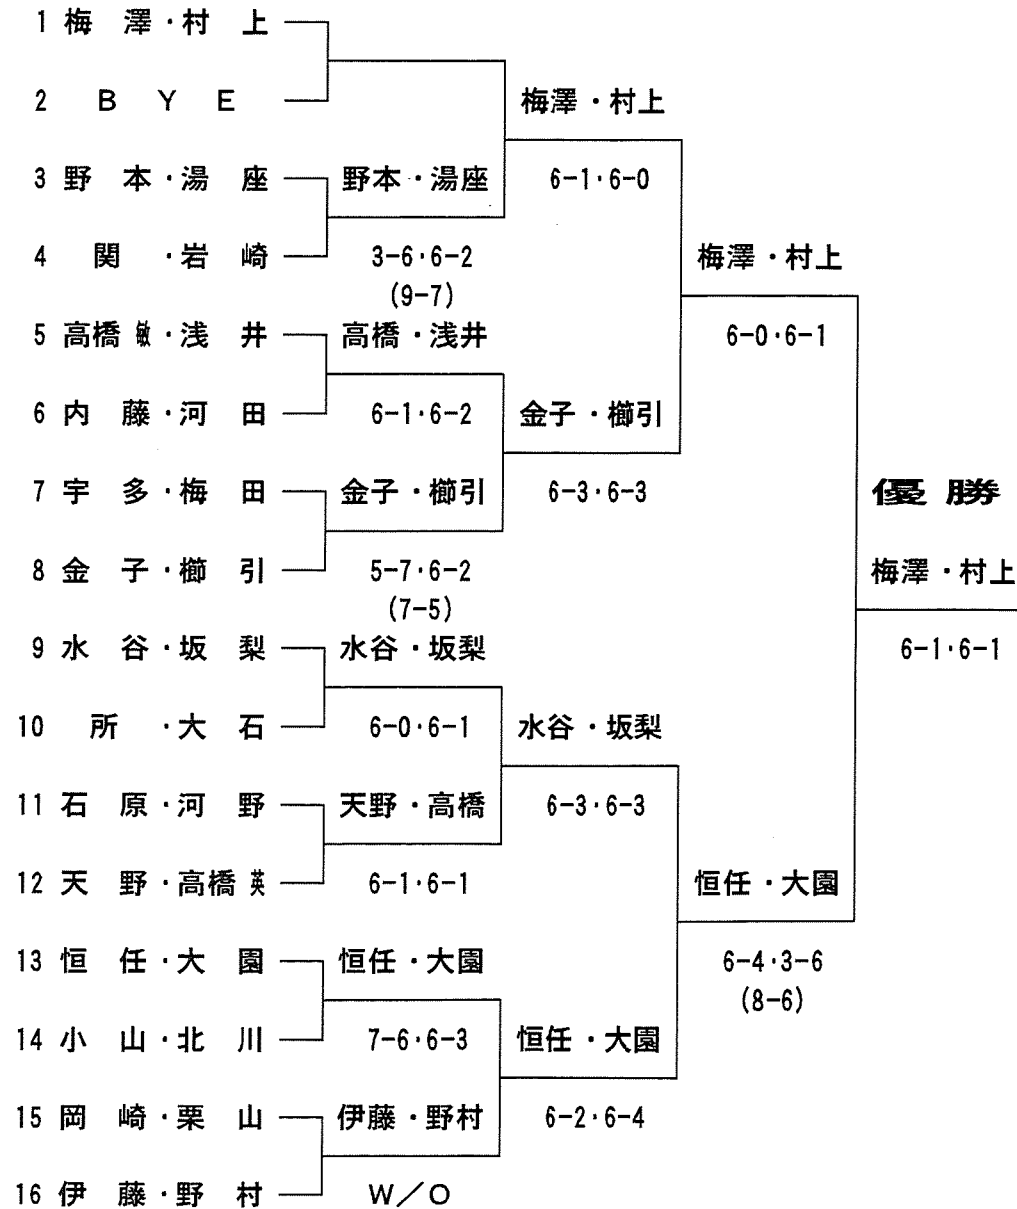 1 梅 澤・村 上
2 B Y E 梅澤・村上
3 野 本・湯 座 野本・湯座 6-1・6-0
4 関 ・岩 崎 3-6・6-2 梅澤・村上
(9-7)
5 高橋 敏・浅 井 高橋・浅井 6-0・6-1
6 内 藤・河 田 6-1・6-2 金子・櫛引
7 宇 多・梅 田 金子・櫛引 6-3・6-3 優勝
8 金 子・櫛 引 5-7・6-2 梅澤・村上
(7-5)
9 水 谷・坂 梨 水谷・坂梨 6-1・6-1
10 所 ・大 石 6-0・6-1 水谷・坂梨
11 石 原・河 野 天野・高橋 6-3・6-3
12 天 野・高橋 英 6-1・6-1 恒任・大園
13 恒 任・大 園 恒任・大園 6-4・3-6
(8-6)
14 小 山・北 川 7-6・6-3 恒任・大園
15 岡 崎・栗 山 伊藤・野村 6-2・6-4
16 伊 藤・野 村 W/O